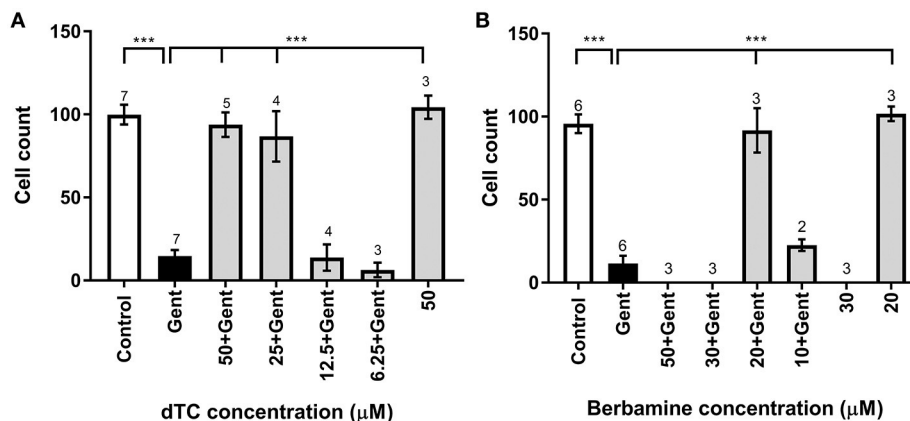 A
150
100
50
0
Cell count
***
***
7
7
5
4
4
3
3
Control
Gent
50+Gent
25+Gent
12.5+Gent
6.25+Gent
50
dTC concentration (μM)
B
150
100
50
0
Cell count
***
***
6
6
3
3
3
2
3
3
Control
Gent
50+Gent
30+Gent
20+Gent
10+Gent
30
20
Berbamine concentration (μM)